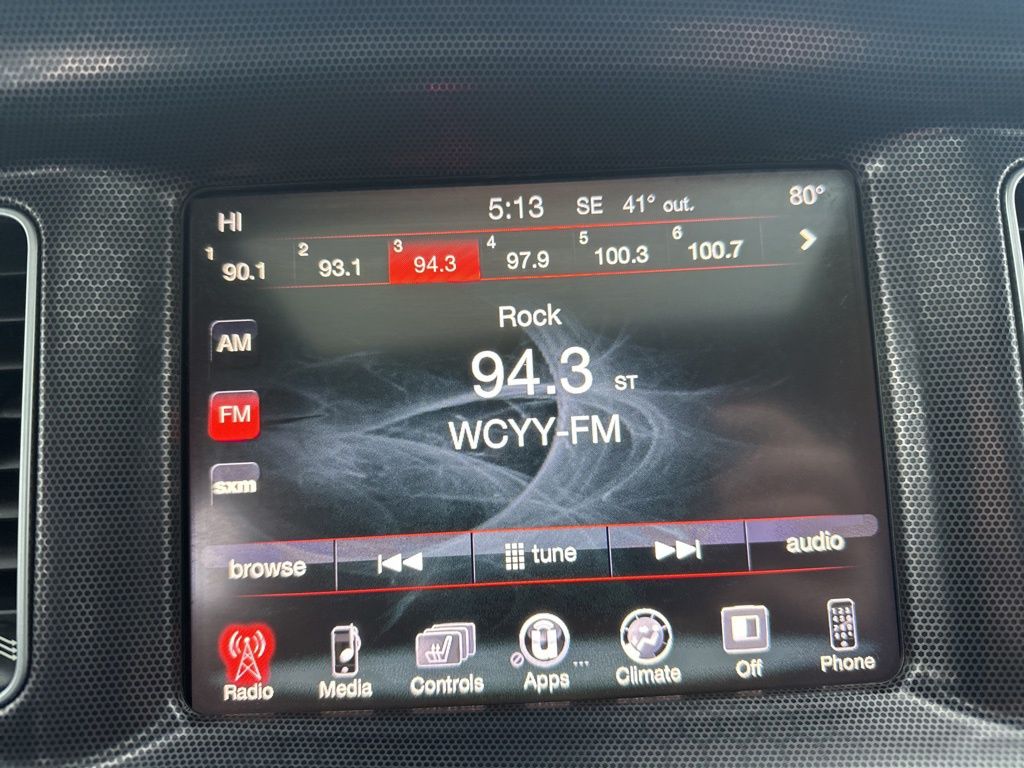 HI 5:13 SE 41° out. 80°
1 90.1 2 93.1 3 94.3 4 97.9 5 100.3 6 100.7
Rock
AM
94.3 ST
FM
WCYY-FM
sxm
browse tune audio
Radio Media Controls Apps ... Climate Off Phone